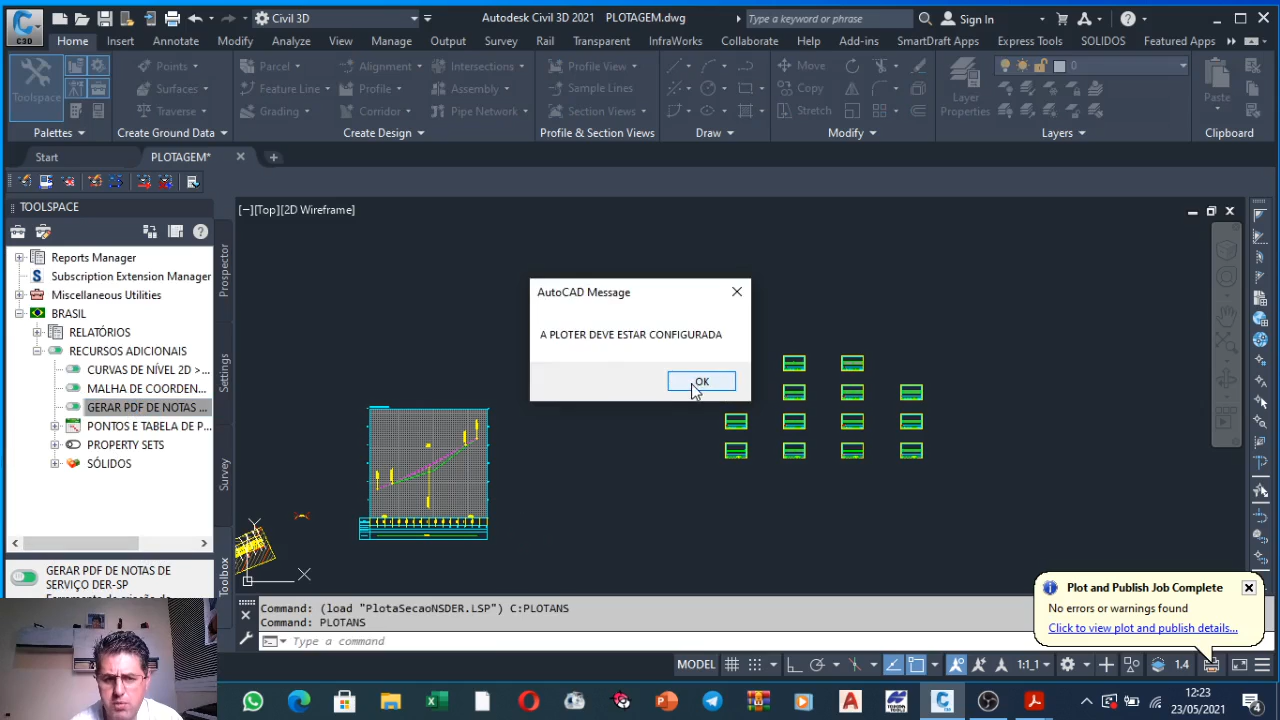 C3D
Civil 3D
Autodesk Civil 3D 2021 PLOTAGEM.dwg
Type a keyword or phrase
Sign In
Home Insert Annotate Modify Analyze View Manage Output Survey Rail Transparent InfraWorks Collaborate Help Add-ins SmartDraft Apps Express Tools SOLIDOS Featured Apps
Toolspace
Points
Surfaces
Traverse
Parcel
Feature Line
Grading
Alignment
Profile
Corridor
Intersections
Assembly
Pipe Network
Profile View
Sample Lines
Section Views
Move
Copy
Stretch
Layer
Properties
0
Paste
Palettes Create Ground Data Create Design Profile & Section Views Draw Modify Layers Clipboard
Start PLOTAGEM*
TOOLSPACE
[−][Top][2D Wireframe]
Reports Manager
Subscription Extension Manager
Miscellaneous Utilities
BRASIL
RELATÓRIOS
RECURSOS ADICIONAIS
CURVAS DE NÍVEL 2D >...
MALHA DE COORDEN...
GERAR PDF DE NOTAS ...
PONTOS E TABELA DE P...
PROPERTY SETS
SÓLIDOS
Prospector
Settings
Survey
Toolbox
GERAR PDF DE NOTAS DE
SERVIÇO DER-SP
AutoCAD Message
A PLOTER DEVE ESTAR CONFIGURADA
OK
X
Y
Plot and Publish Job Complete
No errors or warnings found
Click to view plot and publish details...
Command: (load "PlotaSecaoNSDER.LSP") C:PLOTANS
Command: PLOTANS
Type a command
MODEL
1:1_1
1.4
12:23
23/05/2021
4